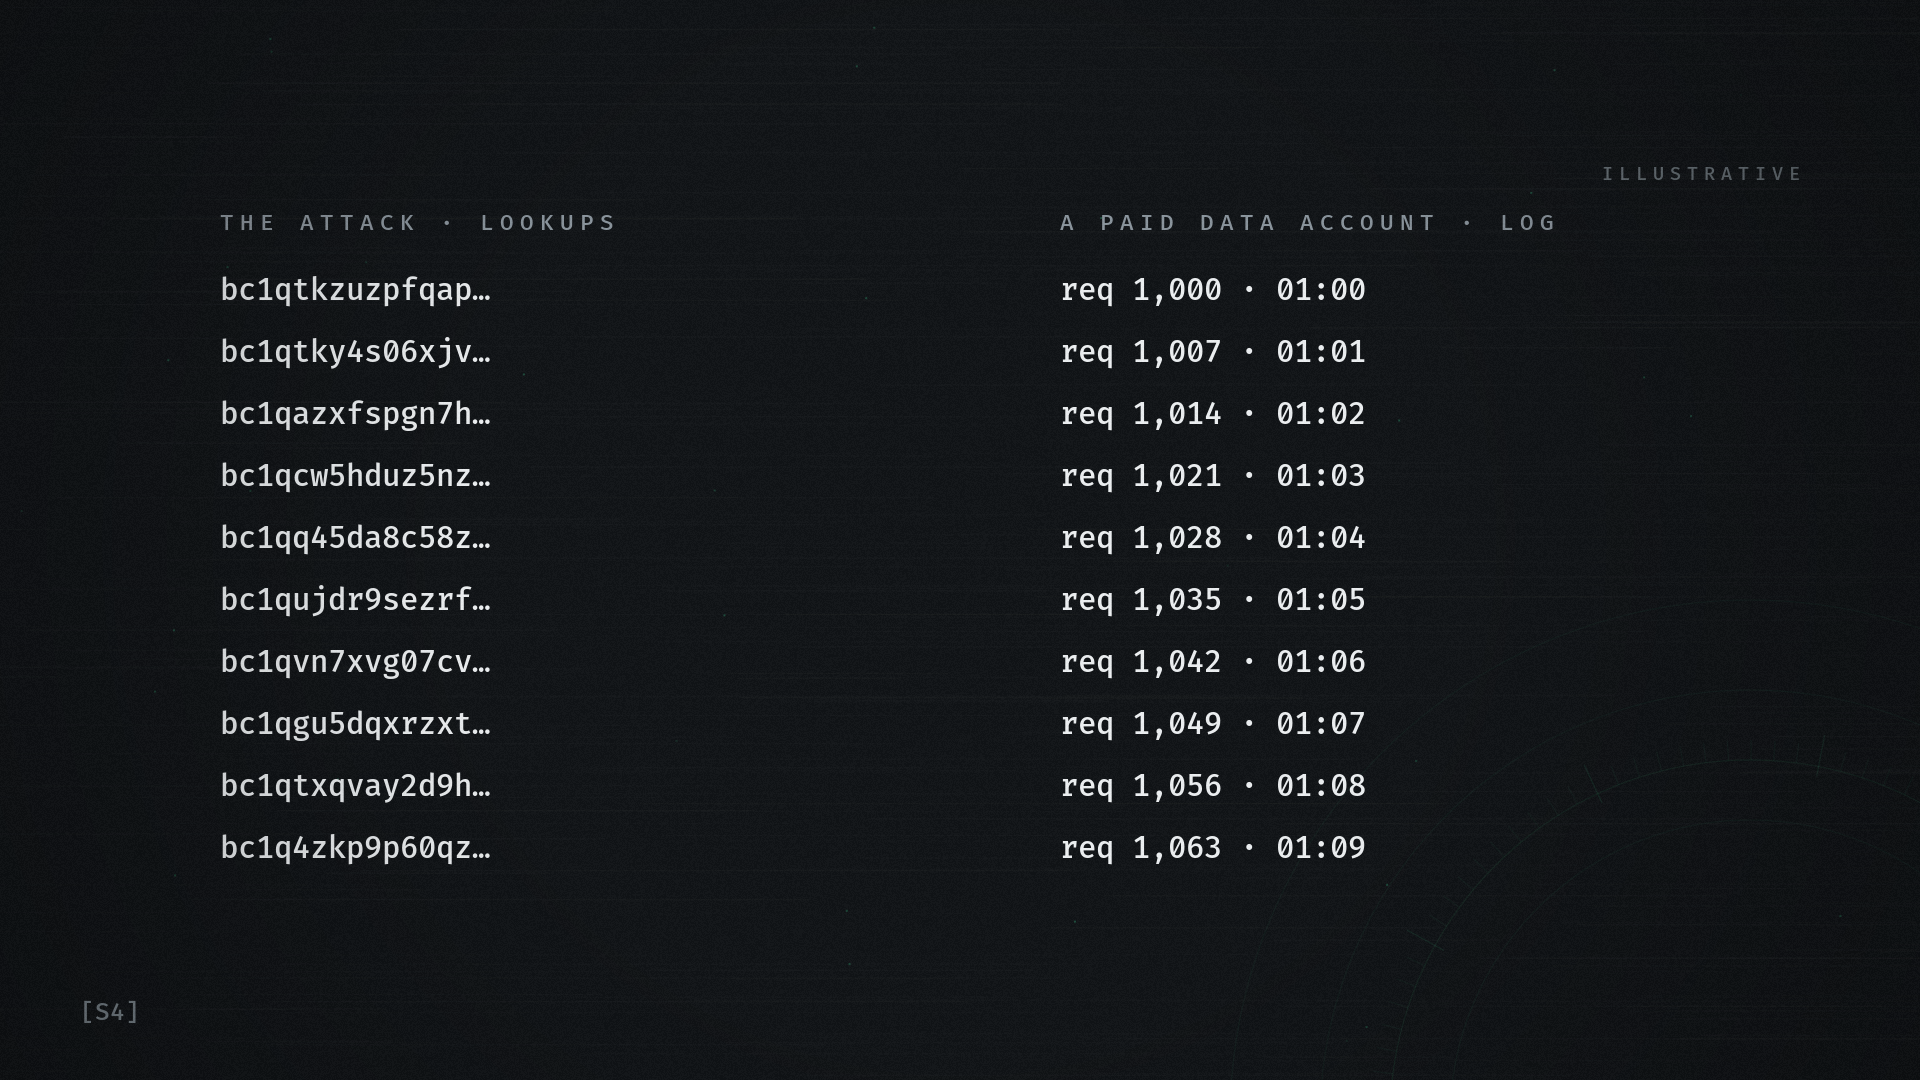 ILLUSTRATIVE
THE ATTACK · LOOKUPS
bc1qtkzuzpfqap…
bc1qtky4s06xjv…
bc1qazxfspgn7h…
bc1qcw5hduz5nz…
bc1qq45da8c58z…
bc1qujdr9sezrf…
bc1qvn7xvg07cv…
bc1qgu5dqxrzxt…
bc1qtxqvay2d9h…
bc1q4zkp9p60qz…
A PAID DATA ACCOUNT · LOG
req 1,000 · 01:00
req 1,007 · 01:01
req 1,014 · 01:02
req 1,021 · 01:03
req 1,028 · 01:04
req 1,035 · 01:05
req 1,042 · 01:06
req 1,049 · 01:07
req 1,056 · 01:08
req 1,063 · 01:09
[S4]